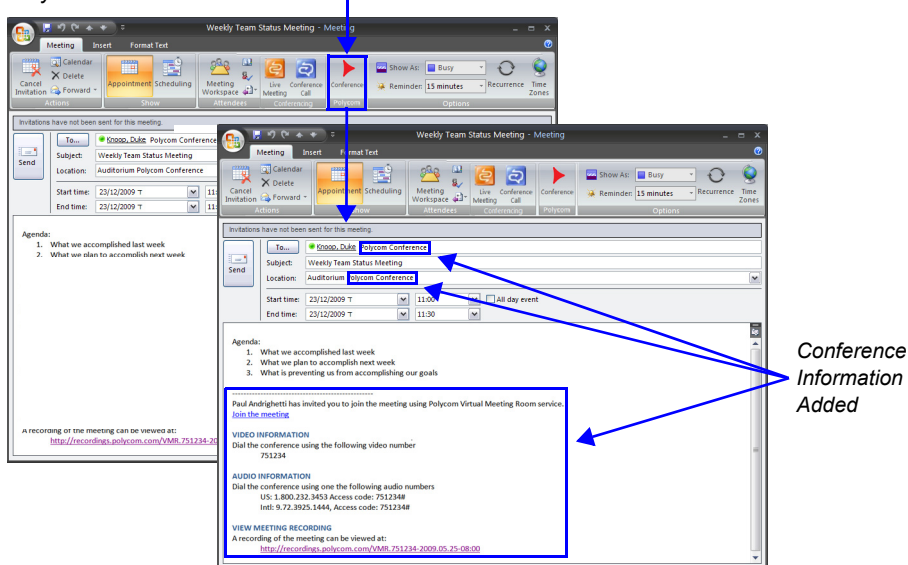 Weekly Team Status Meeting - Meeting
Meeting Insert Format Text
Cancel Invitation
Calendar
Delete
Forward
Actions
Appointment
Scheduling
Show
Meeting Workspace
Attendees
Live Meeting
Conference Call
Conferencing
Conference
Polycom
Show As: Busy
Reminder: 15 minutes
Recurrence
Time Zones
Options
Invitations have not been sent for this meeting.
Send
To... Knoop, Duke Polycom Conference
Subject: Weekly Team Status Meeting
Location: Auditorium Polycom Conference
Start time: 23/12/2009
End time: 23/12/2009
Agenda:
1. What we accomplished last week
2. What we plan to accomplish next week
A recording of the meeting can be viewed at:
http://recordings.polycom.com/VMR.751234-20
Weekly Team Status Meeting - Meeting
Meeting Insert Format Text
Cancel Invitation
Calendar
Delete
Forward
Actions
Appointment
Scheduling
Show
Meeting Workspace
Attendees
Live Meeting
Conference Call
Conferencing
Conference
Polycom
Show As: Busy
Reminder: 15 minutes
Recurrence
Time Zones
Options
Invitations have not been sent for this meeting.
Send
To... Knoop, Duke Polycom Conference
Subject: Weekly Team Status Meeting
Location: Auditorium Polycom Conference
Start time: 23/12/2009 11:00 All day event
End time: 23/12/2009 11:30
Agenda:
1. What we accomplished last week
2. What we plan to accomplish next week
3. What is preventing us from accomplishing our goals
Paul Andrighetti has invited you to join the meeting using Polycom Virtual Meeting Room service.
Join the meeting
VIDEO INFORMATION
Dial the conference using the following video number
751234
AUDIO INFORMATION
Dial the conference using one the following audio numbers
US: 1.800.232.3453 Access code: 751234#
Intl: 9.72.3925.1444, Access code: 751234#
VIEW MEETING RECORDING
A recording of the meeting can be viewed at:
http://recordings.polycom.com/VMR.751234-2009.05.25-08:00
Conference
Information
Added